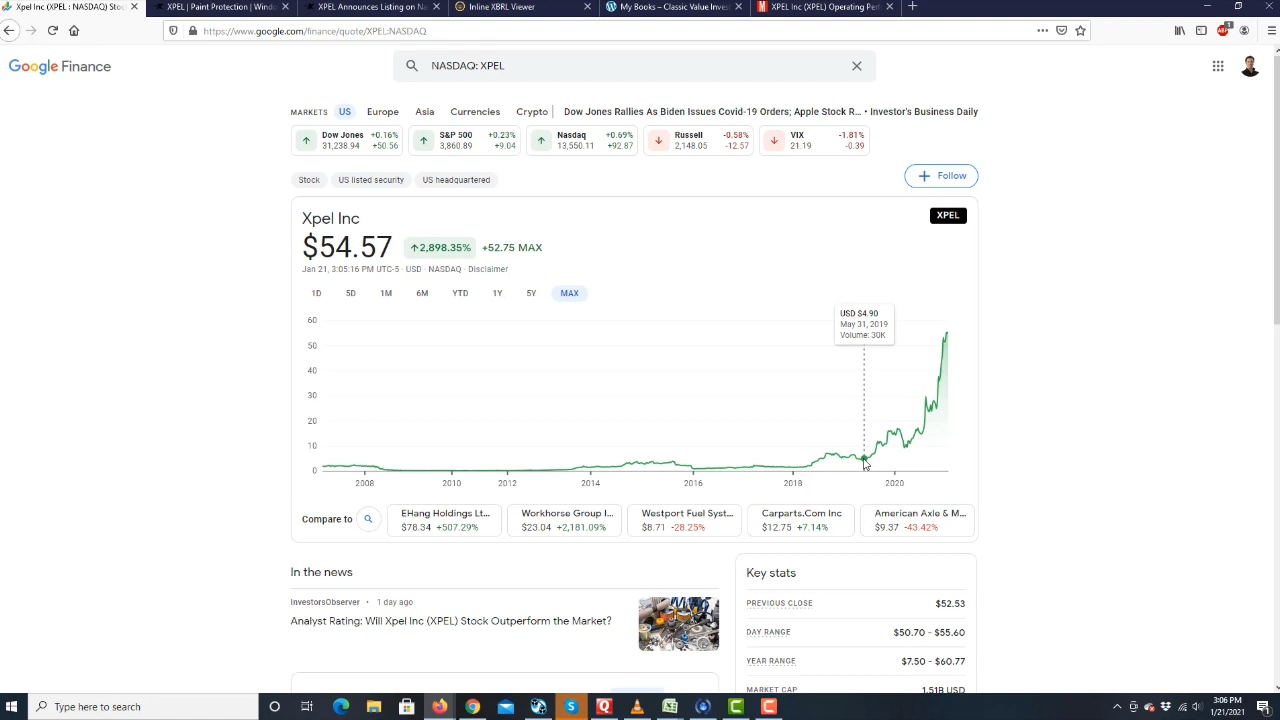 Xpel Inc (NASDAQ: XPEL) Stoc
XPEL | Paint Protection | Windo
XPEL Announces Listing on Na
Inline XBRL Viewer
My Books – Classic Value Invest
XPEL Inc (XPEL) Operating Perf
https://www.google.com/finance/quote/XPEL:NASDAQ
ABP
1
Google Finance
NASDAQ: XPEL
MARKETS US Europe Asia Currencies Crypto
Dow Jones Rallies As Biden Issues Covid-19 Orders; Apple Stock R... • Investor's Business Daily
Dow Jones +0.16%
31,238.94 +50.56
S&P 500 +0.23%
3,860.89 +9.04
Nasdaq +0.69%
13,550.11 +92.87
Russell -0.58%
2,148.05 -12.57
VIX -1.81%
21.19 -0.39
Stock US listed security US headquartered
Follow
Xpel Inc
XPEL
$54.57 2,898.35% +52.75 MAX
Jan 21, 3:05:16 PM UTC-5 · USD · NASDAQ · Disclaimer
1D 5D 1M 6M YTD 1Y 5Y MAX
USD $4.90
May 31, 2019
Volume: 30K
60
50
40
30
20
10
0
2008 2010 2012 2014 2016 2018 2020
Compare to
EHang Holdings Lt...
$78.34 +507.29%
Workhorse Group I...
$23.04 +2,181.09%
Westport Fuel Syst...
$8.71 -28.25%
Carparts.Com Inc
$12.75 +7.14%
American Axle & M...
$9.37 -43.42%
In the news
InvestorsObserver • 1 day ago
Analyst Rating: Will Xpel Inc (XPEL) Stock Outperform the Market?
Key stats
PREVIOUS CLOSE $52.53
DAY RANGE $50.70 - $55.60
YEAR RANGE $7.50 - $60.77
MARKET CAP 1.51B USD
Type here to search
3:06 PM
1/21/2021